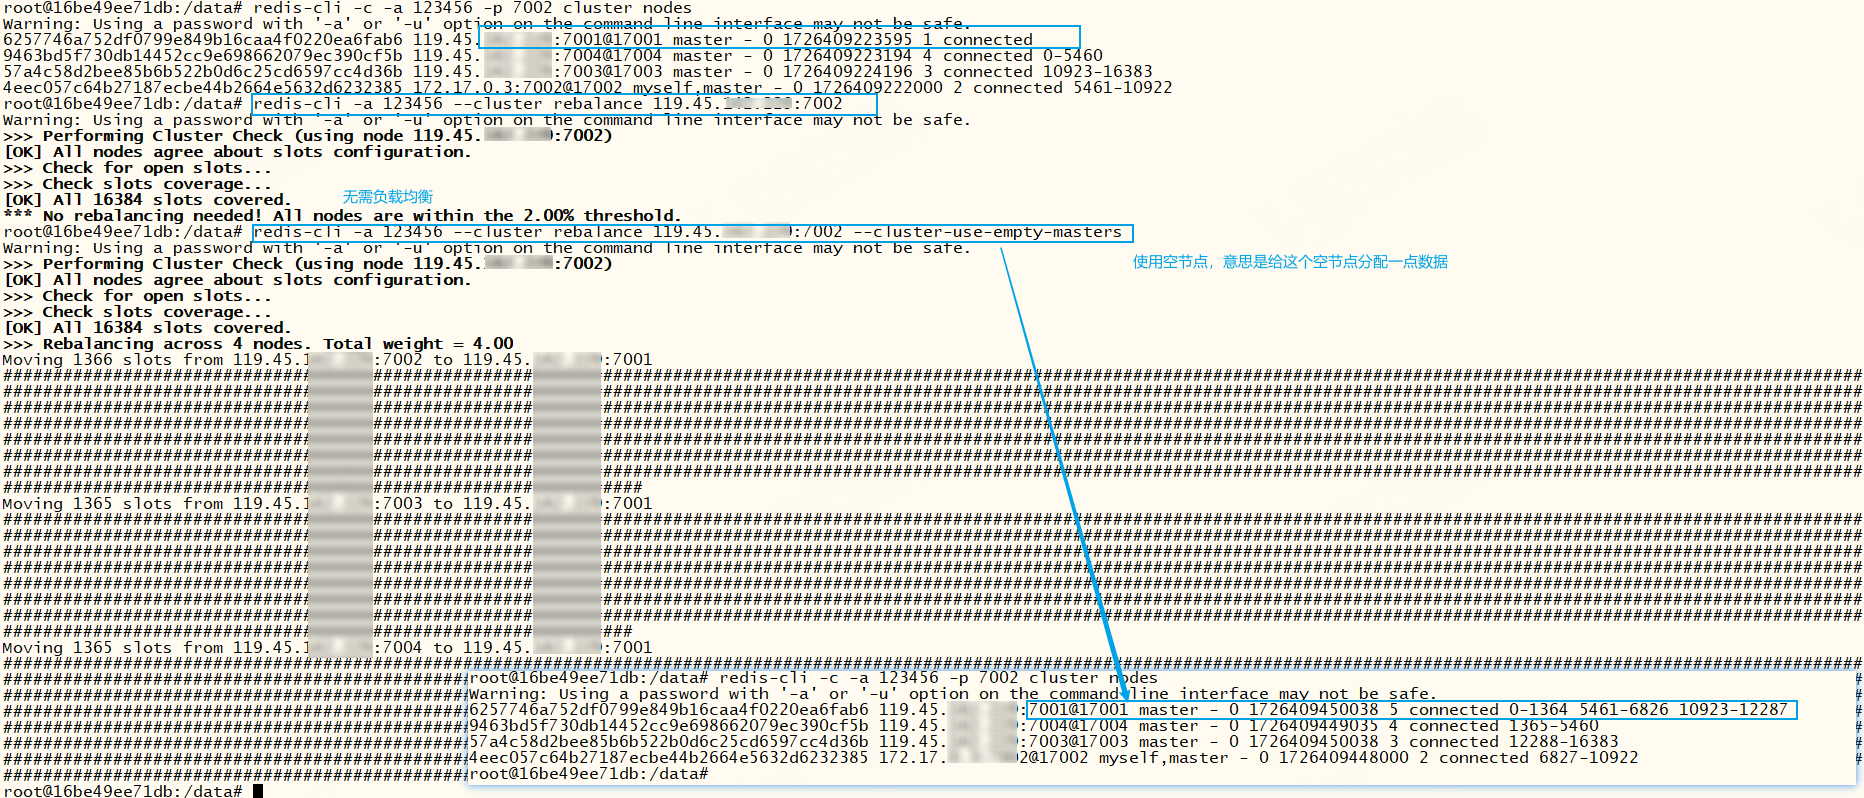 root@16be49ee71db:/data# redis-cli -c -a 123456 -p 7002 cluster nodes
Warning: Using a password with '-a' or '-u' option on the command line interface may not be safe.
6257746a752df0799e849b16caa4f0220ea6fab6 119.45. :7001@17001 master - 0 1726409223595 1 connected
9463bd5f730db14452cc9e698662079ec390cf5b 119.45. :7004@17004 master - 0 1726409223194 4 connected 0-5460
57a4c58d2bee85b6b522b0d6c25cd6597cc4d36b 119.45. :7003@17003 master - 0 1726409224196 3 connected 10923-16383
4eec057c64b27187ecbe44b2664e5632d6232385 172.17.0.3:7002@17002 myself,master - 0 1726409222000 2 connected 5461-10922
root@16be49ee71db:/data# redis-cli -a 123456 --cluster rebalance 119.45. :7002
Warning: Using a password with '-a' or '-u' option on the command line interface may not be safe.
>>> Performing Cluster Check (using node 119.45. :7002)
[OK] All nodes agree about slots configuration.
>>> Check for open slots...
>>> Check slots coverage...
[OK] All 16384 slots covered.
无需负载均衡
*** No rebalancing needed! All nodes are within the 2.00% threshold.
root@16be49ee71db:/data# redis-cli -a 123456 --cluster rebalance 119.45. :7002 --cluster-use-empty-masters
Warning: Using a password with '-a' or '-u' option on the command line interface may not be safe.
使用空节点，意思是给这个空节点分配一点数据
>>> Performing Cluster Check (using node 119.45. :7002)
[OK] All nodes agree about slots configuration.
>>> Check for open slots...
>>> Check slots coverage...
[OK] All 16384 slots covered.
>>> Rebalancing across 4 nodes. Total weight = 4.00
Moving 1366 slots from 119.45. :7002 to 119.45. :7001
Moving 1365 slots from 119.45. :7003 to 119.45. :7001
Moving 1365 slots from 119.45. :7004 to 119.45. :7001
root@16be49ee71db:/data# redis-cli -c -a 123456 -p 7002 cluster nodes
Warning: Using a password with '-a' or '-u' option on the command line interface may not be safe.
6257746a752df0799e849b16caa4f0220ea6fab6 119.45. :7001@17001 master - 0 1726409450038 5 connected 0-1364 5461-6826 10923-12287
9463bd5f730db14452cc9e698662079ec390cf5b 119.45. :7004@17004 master - 0 1726409449035 4 connected 1365-5460
57a4c58d2bee85b6b522b0d6c25cd6597cc4d36b 119.45. :7003@17003 master - 0 1726409450038 3 connected 12288-16383
4eec057c64b27187ecbe44b2664e5632d6232385 172.17. 2@17002 myself,master - 0 1726409448000 2 connected 6827-10922
root@16be49ee71db:/data#
root@16be49ee71db:/data#